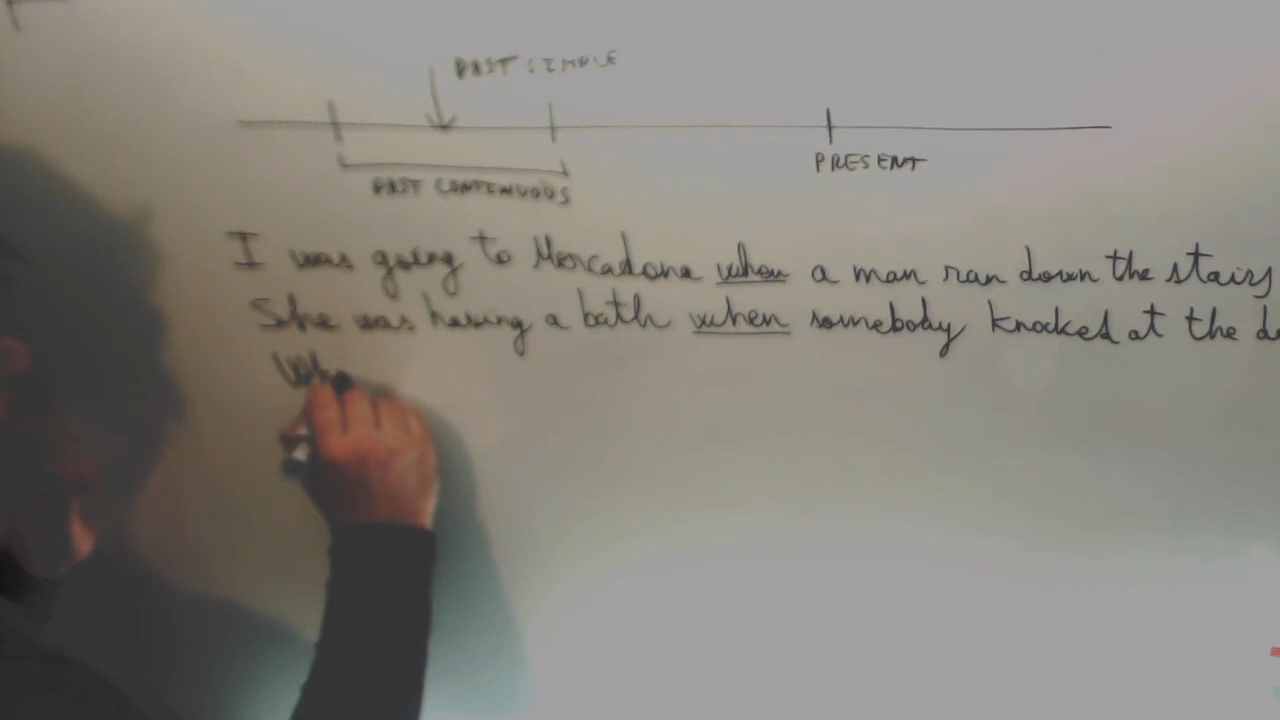 PAST SIMPLE
PRESENT
PAST CONTINUOUS
I was going to Mercadona when a man ran down the stairs
She was having a bath when somebody knocked at the